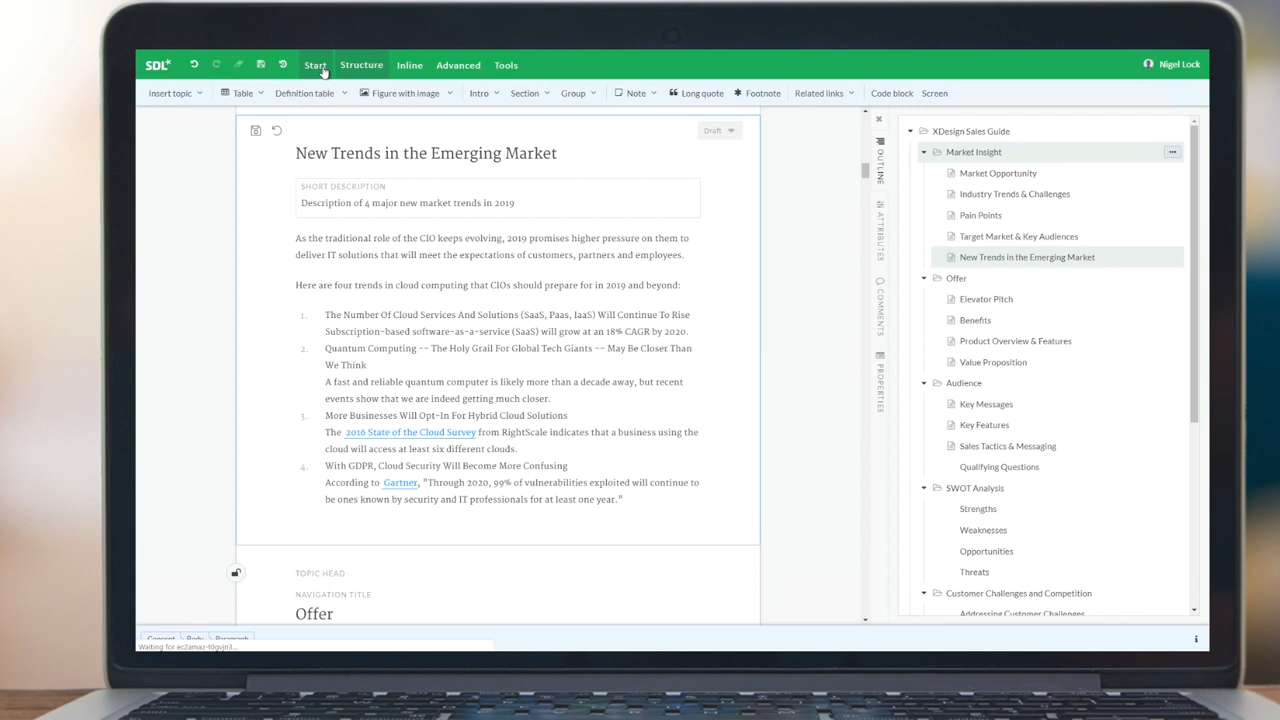 SDL*
Start
Structure
Inline
Advanced
Tools
Nigel Lock
Insert topic
Table
Definition table
Figure with image
Intro
Section
Group
Note
Long quote
Footnote
Related links
Code block
Screen
Draft
New Trends in the Emerging Market
SHORT DESCRIPTION
Description of 4 major new market trends in 2019
As the traditional role of the CIO keeps evolving, 2019 promises higher pressure on them to
deliver IT solutions that will meet the expectations of customers, partners and employees.
Here are four trends in cloud computing that CIOs should prepare for in 2019 and beyond:
1. The Number Of Cloud Services And Solutions (SaaS, Paas, IaaS) Will Continue To Rise
Subscription-based software-as-a-service (SaaS) will grow at an 18% CAGR by 2020.
2. Quantum Computing -- The Holy Grail For Global Tech Giants -- May Be Closer Than
We Think
A fast and reliable quantum computer is likely more than a decade away, but recent
events show that we are indeed getting much closer.
3. More Businesses Will Opt-In For Hybrid Cloud Solutions
The 2016 State of the Cloud Survey from RightScale indicates that a business using the
cloud will access at least six different clouds.
4. With GDPR, Cloud Security Will Become More Confusing
According to Gartner, "Through 2020, 99% of vulnerabilities exploited will continue to
be ones known by security and IT professionals for at least one year."
TOPIC HEAD
NAVIGATION TITLE
Offer
Concept
Body
Paragraph
Waiting for ec2amaz-t0gvjn3...
OUTLINE
ATTRIBUTES
COMMENTS
PROPERTIES
XDesign Sales Guide
Market Insight
Market Opportunity
Industry Trends & Challenges
Pain Points
Target Market & Key Audiences
New Trends in the Emerging Market
Offer
Elevator Pitch
Benefits
Product Overview & Features
Value Proposition
Audience
Key Messages
Key Features
Sales Tactics & Messaging
Qualifying Questions
SWOT Analysis
Strengths
Weaknesses
Opportunities
Threats
Customer Challenges and Competition
Addressing Customer Challenges